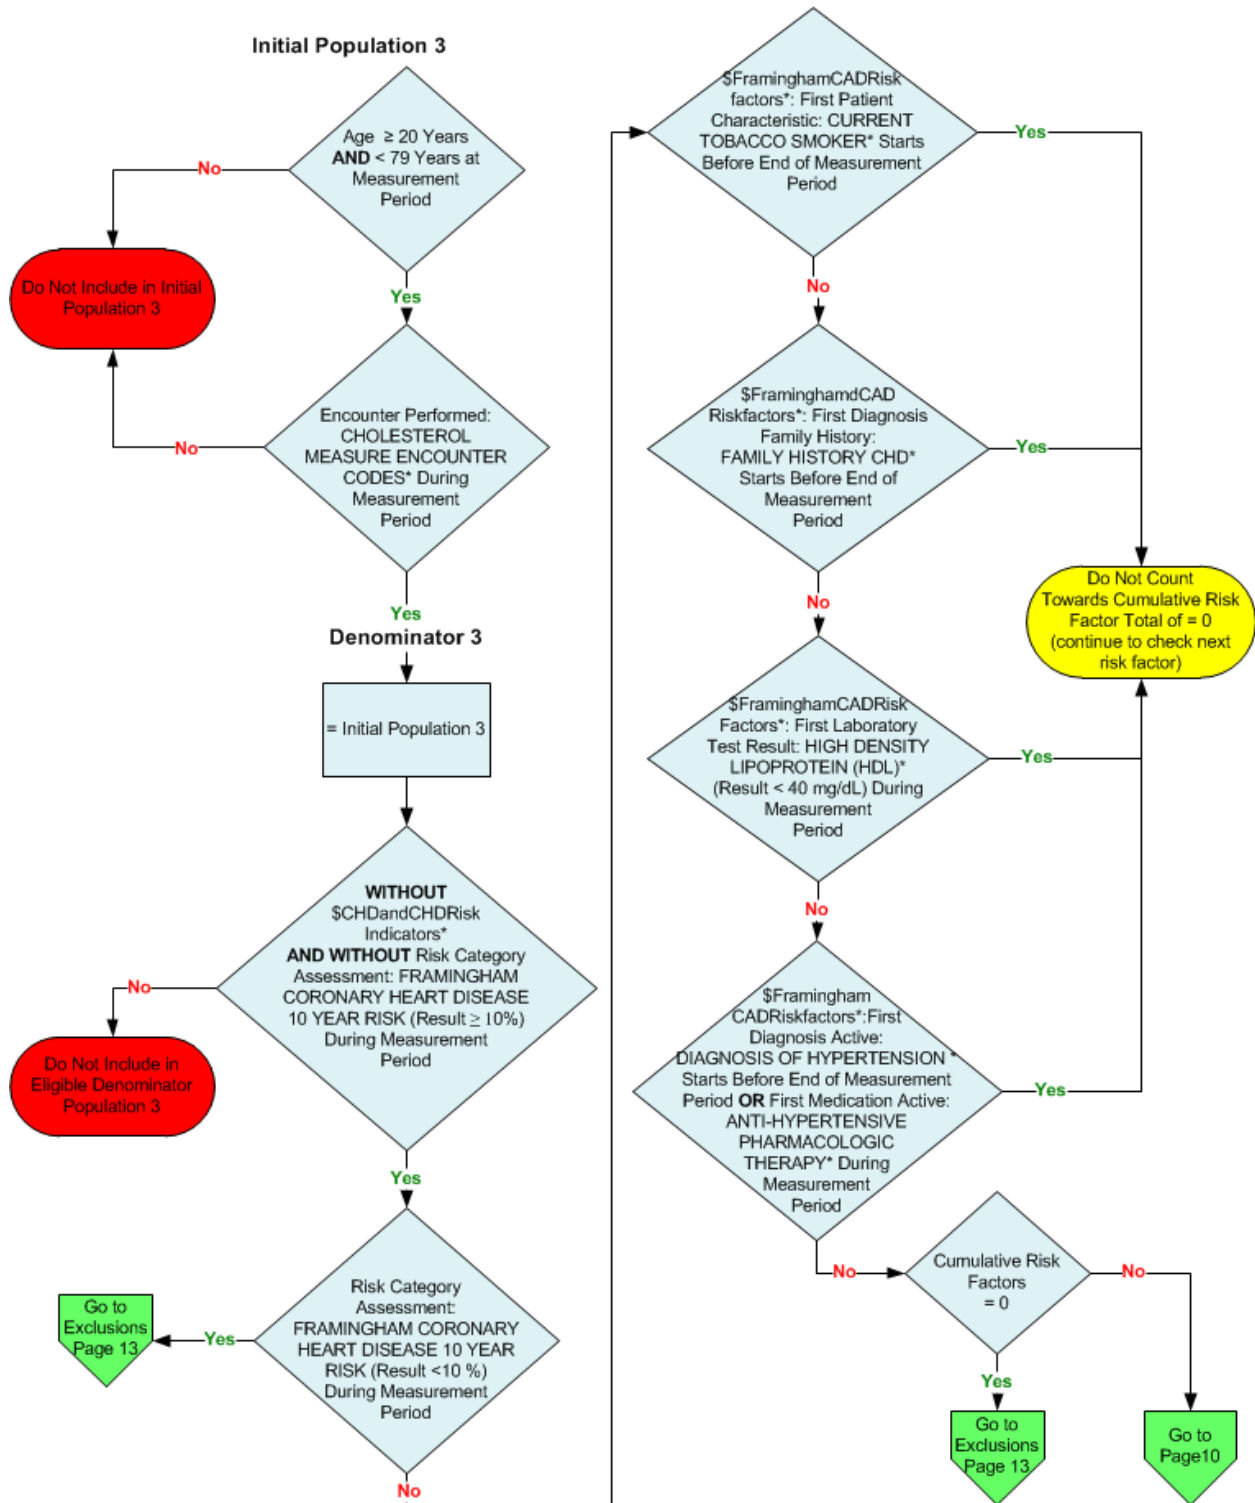 Initial Population 3
Age ≥ 20 Years
AND < 79 Years at
Measurement
Period
No
Do Not Include in Initial
Population 3
Yes
Encounter Performed:
CHOLESTEROL
MEASURE ENCOUNTER
CODES* During
Measurement
Period
No
Yes
Denominator 3
= Initial Population 3
WITHOUT
$CHDandCHDRisk
Indicators*
AND WITHOUT Risk Category
Assessment: FRAMINGHAM
CORONARY HEART DISEASE
10 YEAR RISK (Result ≥ 10%)
During Measurement
Period
No
Do Not Include in
Eligible Denominator
Population 3
Yes
Risk Category
Assessment:
FRAMINGHAM CORONARY
HEART DISEASE 10 YEAR
RISK (Result <10 %)
During Measurement
Period
Yes
Go to
Exclusions
Page 13
No
$FraminghamCADRisk
factors*: First Patient
Characteristic: CURRENT
TOBACCO SMOKER* Starts
Before End of Measurement
Period
Yes
No
$FraminghamdCAD
Riskfactors*: First Diagnosis
Family History:
FAMILY HISTORY CHD*
Starts Before End of
Measurement
Period
Yes
No
Do Not Count
Towards Cumulative Risk
Factor Total of = 0
(continue to check next
risk factor)
$FraminghamCADRisk
Factors*: First Laboratory
Test Result: HIGH DENSITY
LIPOPROTEIN (HDL)*
(Result < 40 mg/dL) During
Measurement
Period
Yes
No
$Framingham
CADRiskfactors*:First
Diagnosis Active:
DIAGNOSIS OF HYPERTENSION *
Starts Before End of Measurement
Period OR First Medication Active:
ANTI-HYPERTENSIVE
PHARMACOLOGIC
THERAPY* During
Measurement
Period
Yes
No
Cumulative Risk
Factors
= 0
No
Yes
Go to
Exclusions
Page 13
Go to
Page10